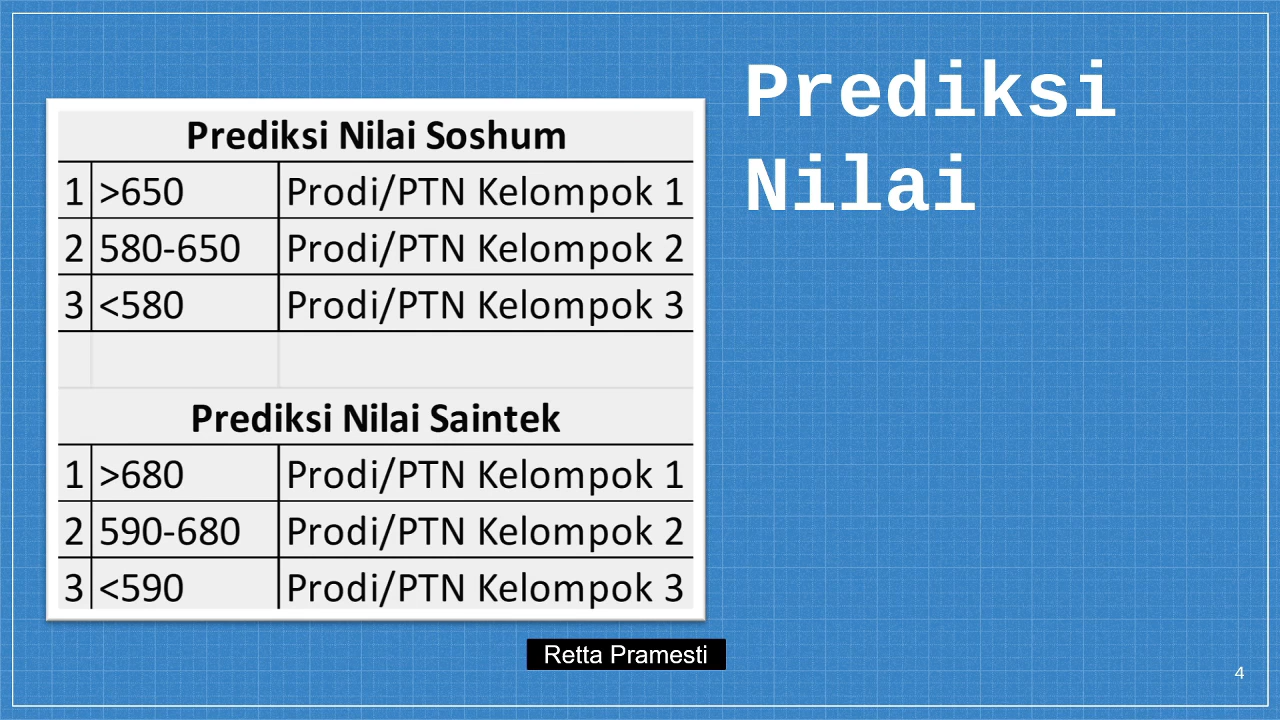 Prediksi
Nilai
Prediksi Nilai Soshum
1 >650 Prodi/PTN Kelompok 1
2 580-650 Prodi/PTN Kelompok 2
3 <580 Prodi/PTN Kelompok 3
Prediksi Nilai Saintek
1 >680 Prodi/PTN Kelompok 1
2 590-680 Prodi/PTN Kelompok 2
3 <590 Prodi/PTN Kelompok 3
Retta Pramesti
4